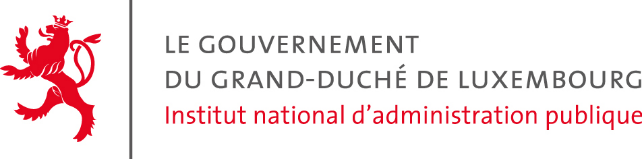 LE GOUVERNEMENT
DU GRAND-DUCHÉ DE LUXEMBOURG
Institut national d’administration publique